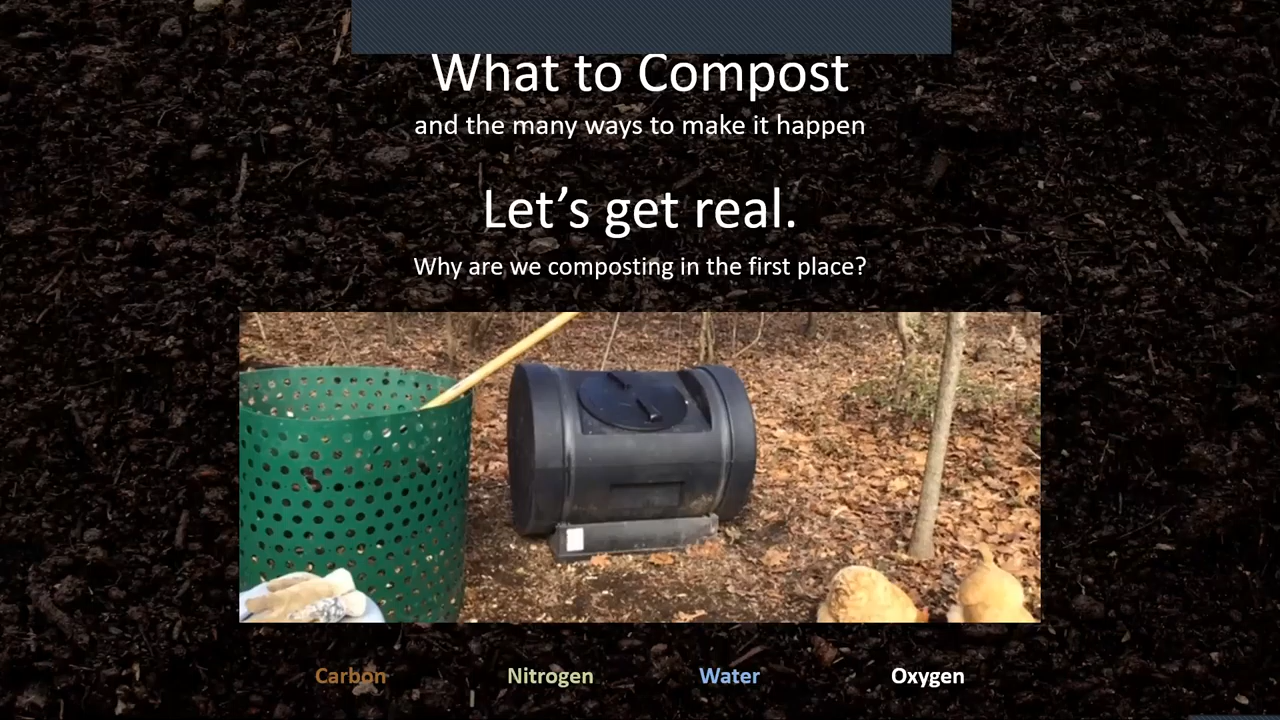 What to Compost
and the many ways to make it happen
Let’s get real.
Why are we composting in the first place?
Carbon Nitrogen Water Oxygen